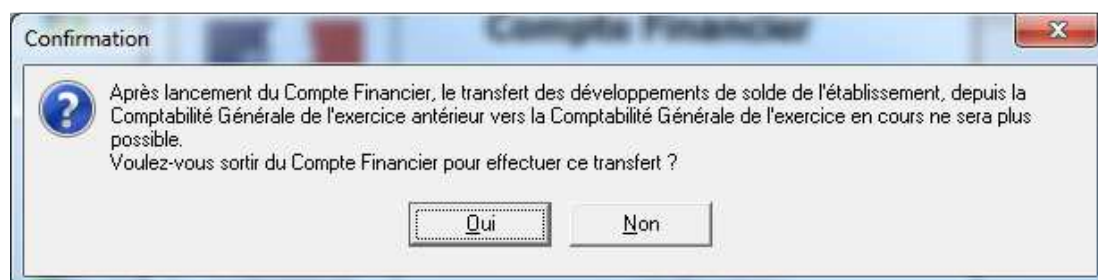 Compte Financier
Confirmation
Après lancement du Compte Financier, le transfert des développements de solde de l'établissement, depuis la
Comptabilité Générale de l'exercice antérieur vers la Comptabilité Générale de l'exercice en cours ne sera plus
possible.
Voulez-vous sortir du Compte Financier pour effectuer ce transfert ?
Oui
Non